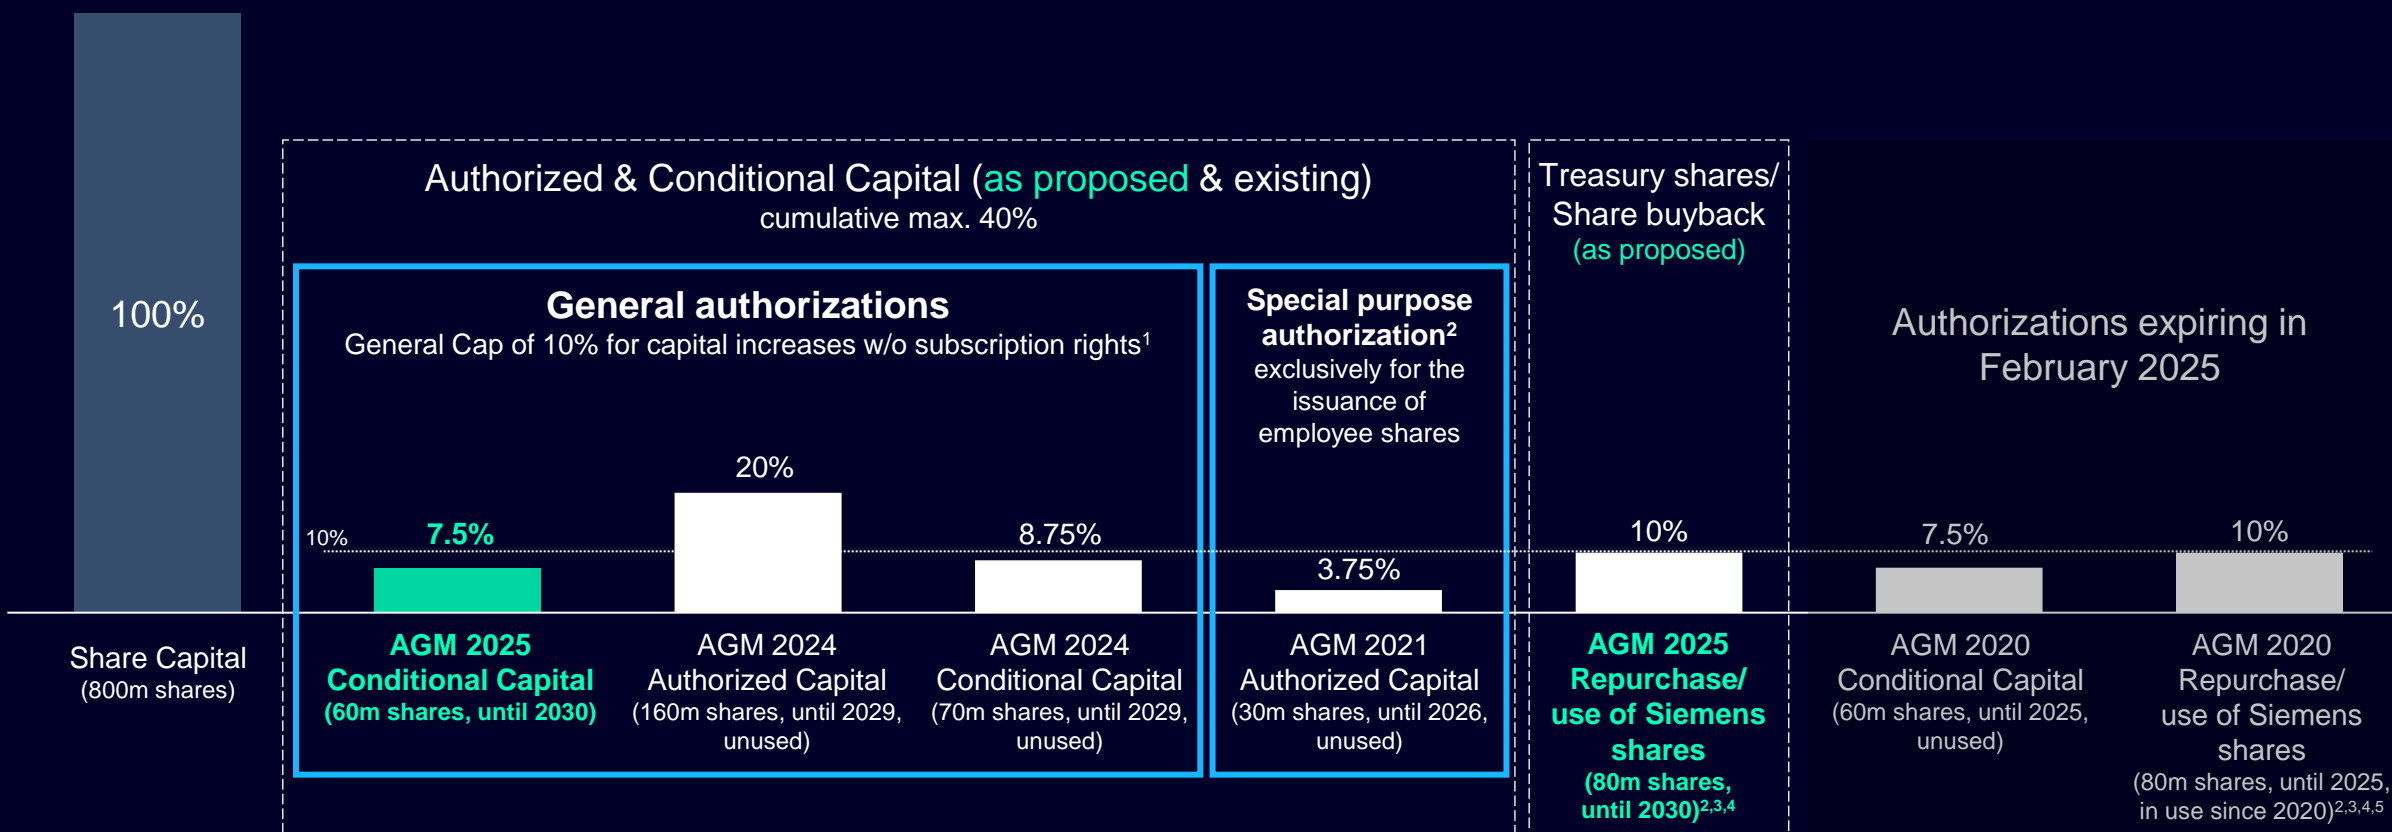 100%
Share Capital
(800m shares)
Authorized & Conditional Capital (as proposed & existing)
cumulative max. 40%
General authorizations
General Cap of 10% for capital increases w/o subscription rights¹
10%
7.5%
AGM 2025
Conditional Capital
(60m shares, until 2030)
20%
AGM 2024
Authorized Capital
(160m shares, until 2029,
unused)
8.75%
AGM 2024
Conditional Capital
(70m shares, until 2029,
unused)
Special purpose
authorization²
exclusively for the
issuance of
employee shares
3.75%
AGM 2021
Authorized Capital
(30m shares, until 2026,
unused)
Treasury shares/
Share buyback
(as proposed)
10%
AGM 2025
Repurchase/
use of Siemens
shares
(80m shares,
until 2030)²,³,⁴
Authorizations expiring in
February 2025
7.5%
AGM 2020
Conditional Capital
(60m shares, until 2025,
unused)
10%
AGM 2020
Repurchase/
use of Siemens
shares
(80m shares, until 2025,
in use since 2020)²,³,⁴,⁵